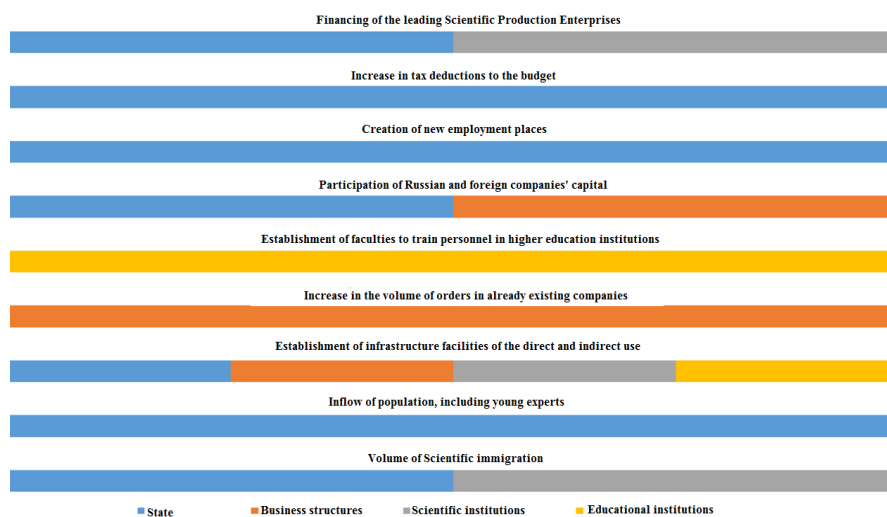 Financing of the leading Scientific Production Enterprises
Increase in tax deductions to the budget
Creation of new employment places
Participation of Russian and foreign companies' capital
Establishment of faculties to train personnel in higher education institutions
Increase in the volume of orders in already existing companies
Establishment of infrastructure facilities of the direct and indirect use
Inflow of population, including young experts
Volume of Scientific immigration
State Business structures Scientific institutions Educational institutions